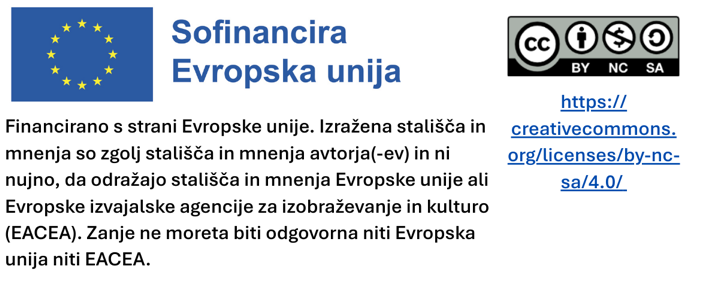 Sofinancira
Evropska unija
Financirano s strani Evropske unije. Izražena stališča in
mnenja so zgolj stališča in mnenja avtorja(-ev) in ni
nujno, da odražajo stališča in mnenja Evropske unije ali
Evropske izvajalske agencije za izobraževanje in kulturo
(EACEA). Zanje ne moreta biti odgovorna niti Evropska
unija niti EACEA.
cc
BY NC SA
https://
creativecommons.
org/licenses/by-nc-
sa/4.0/